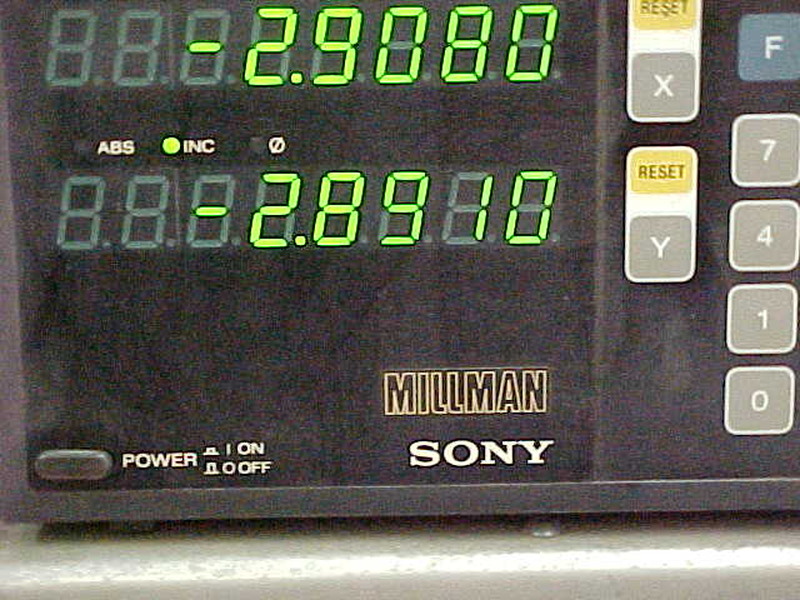 -2.9080
RESET
X
F
ABS INC Ø
-2.8910
RESET
Y
7
4
1
0
MILLMAN
SONY
POWER I ON
O OFF